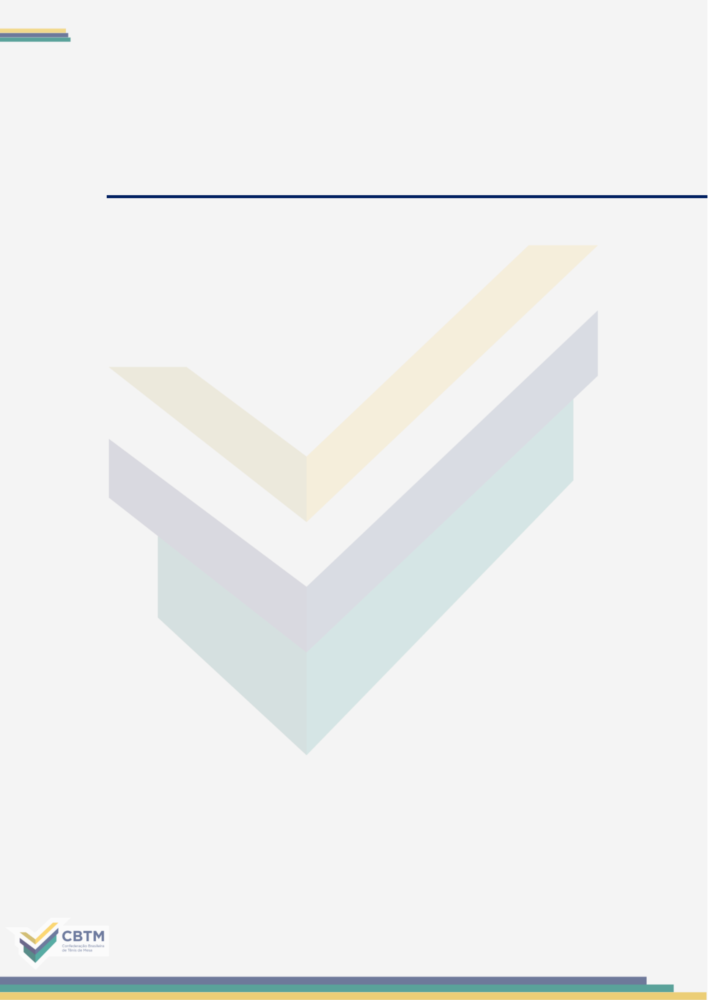 CBTM
Confederação Brasileira
de Tênis de Mesa